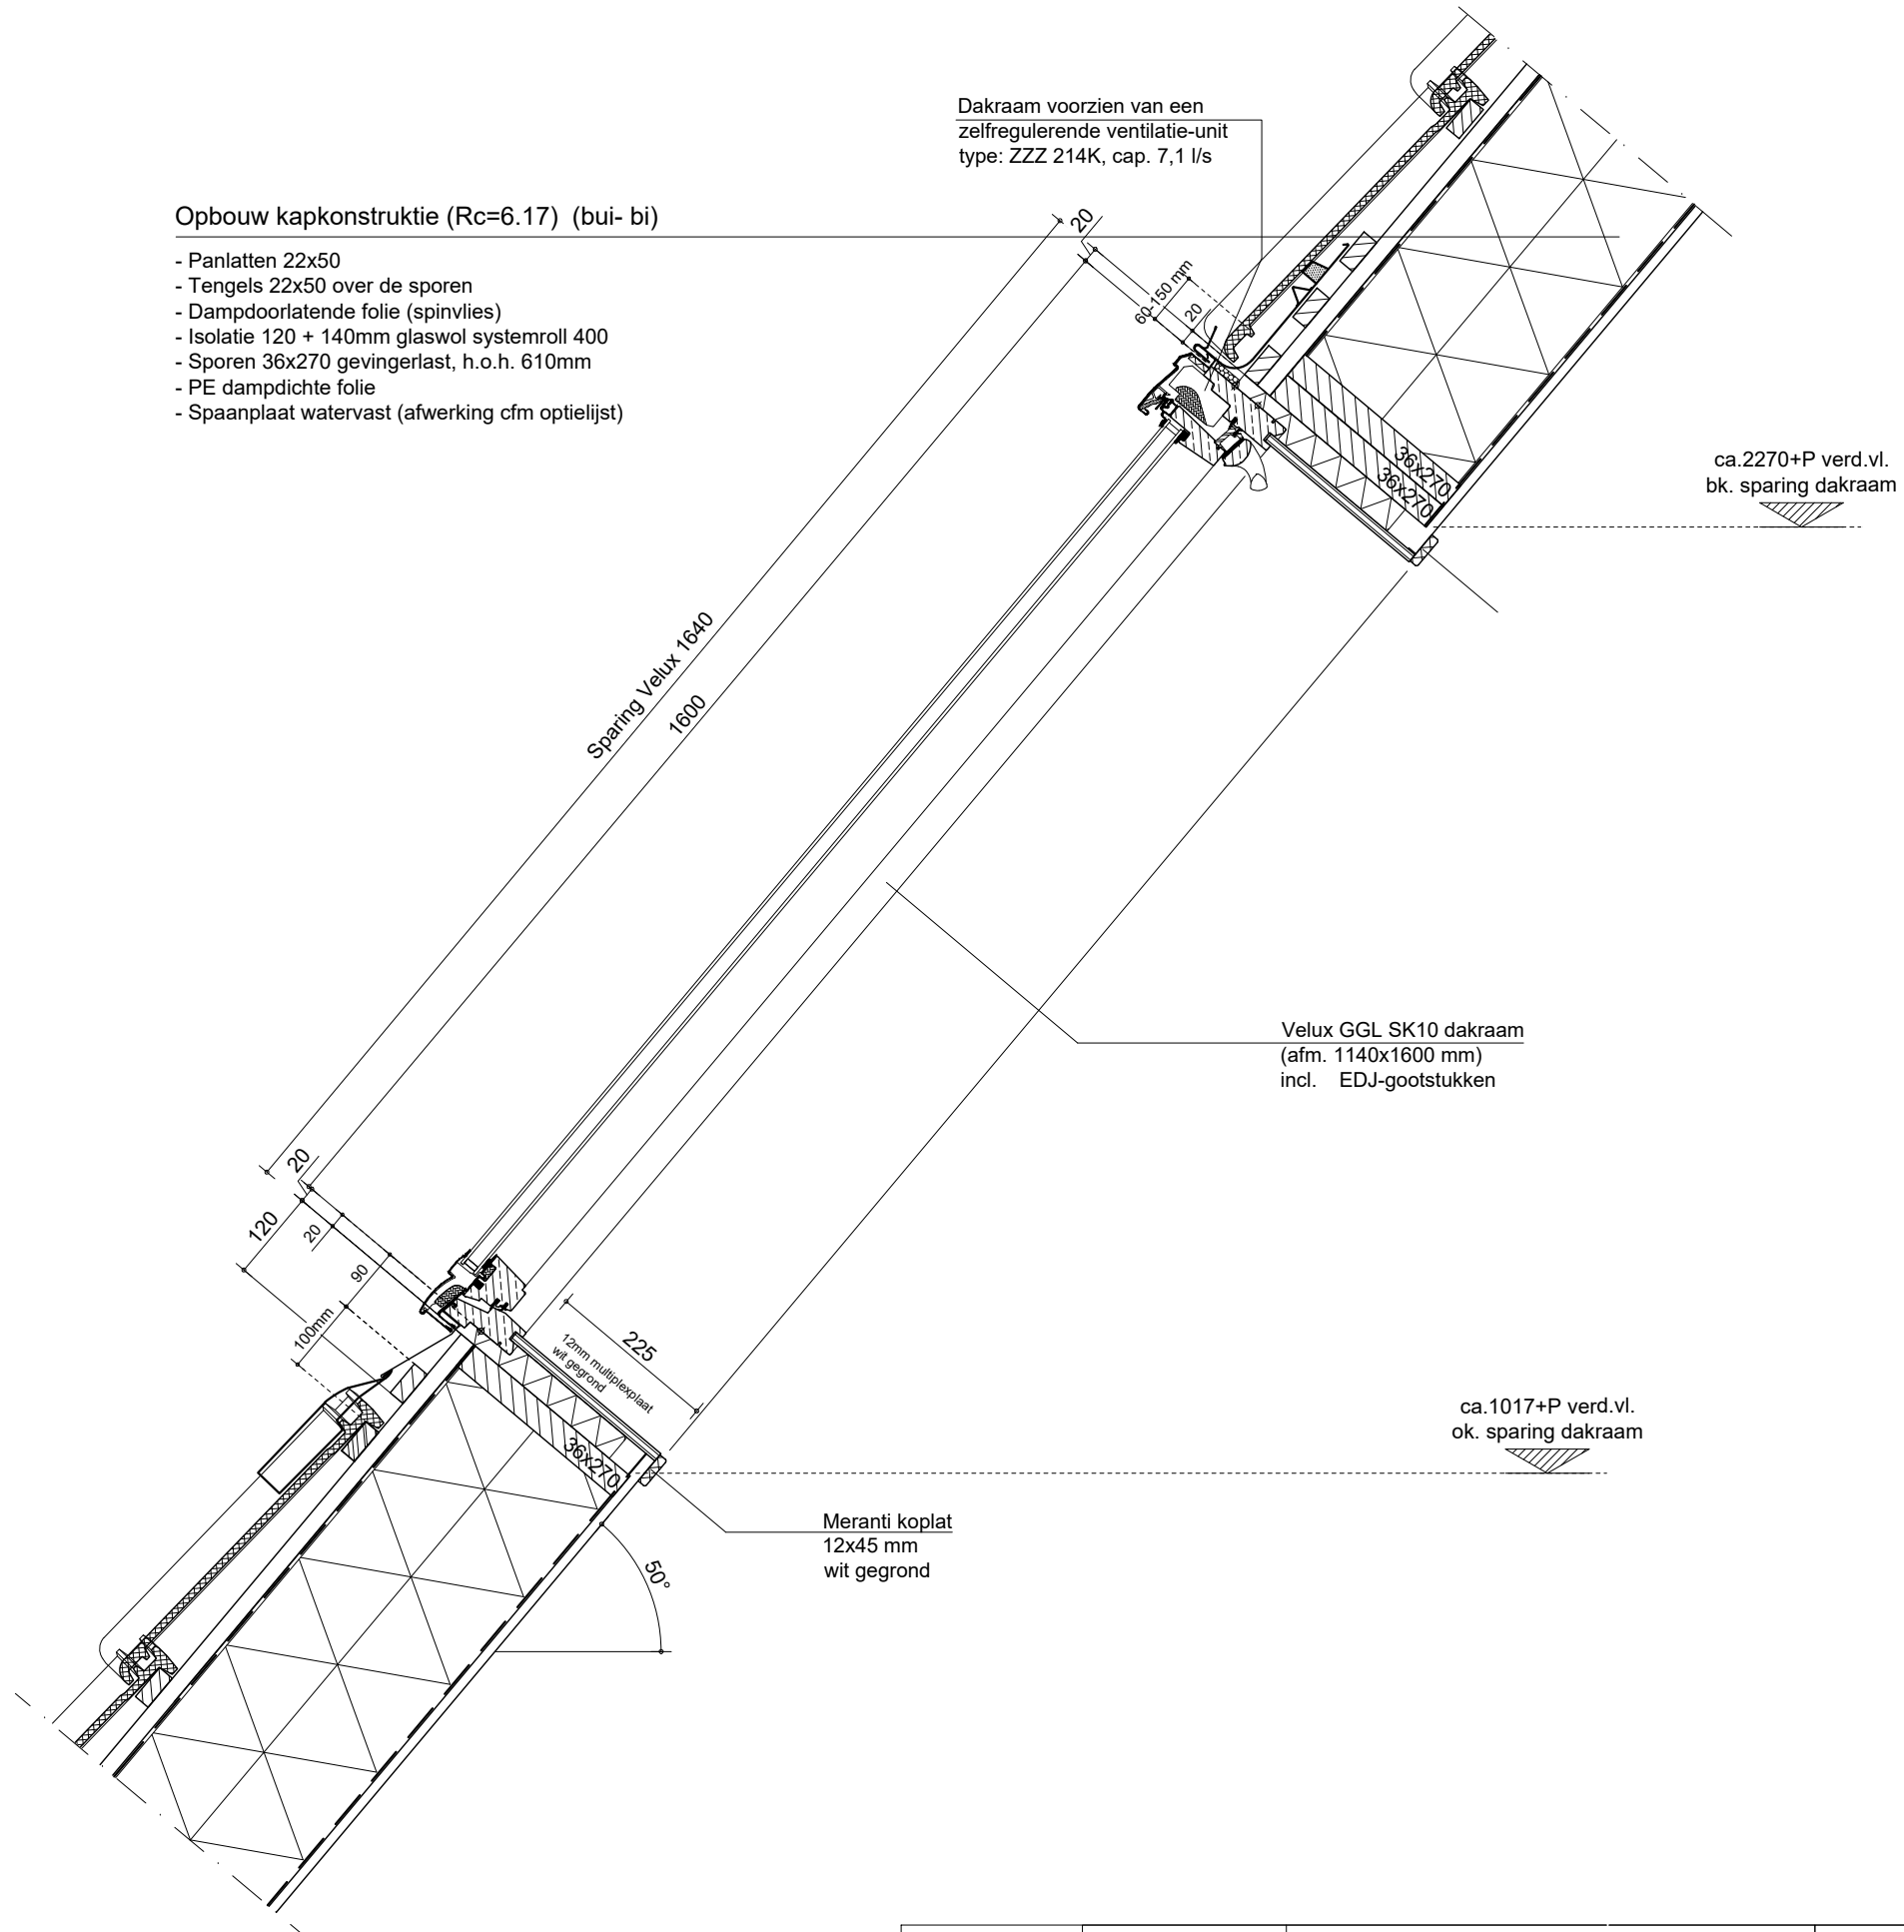 Dakraam voorzien van een
zelfregulerende ventilatie-unit
type: ZZZ 214K, cap. 7,1 l/s
Opbouw kapkonstruktie (Rc=6.17) (bui- bi)
- Panlatten 22x50
- Tengels 22x50 over de sporen
- Dampdoorlatende folie (spinvlies)
- Isolatie 120 + 140mm glaswol systemroll 400
- Sporen 36x270 gevingerlast, h.o.h. 610mm
- PE dampdichte folie
- Spaanplaat watervast (afwerking cfm optielijst)
20
60-150 mm
20
36x270
36x270
ca.2270+P verd.vl.
bk. sparing dakraam
Sparing Velux 1640
1600
Velux GGL SK10 dakraam
(afm. 1140x1600 mm)
incl. EDJ-gootstukken
20
120
20
90
100mm
225
12mm multiplexplaat
wit gegrond
36x270
ca.1017+P verd.vl.
ok. sparing dakraam
Meranti koplat
12x45 mm
wit gegrond
50°